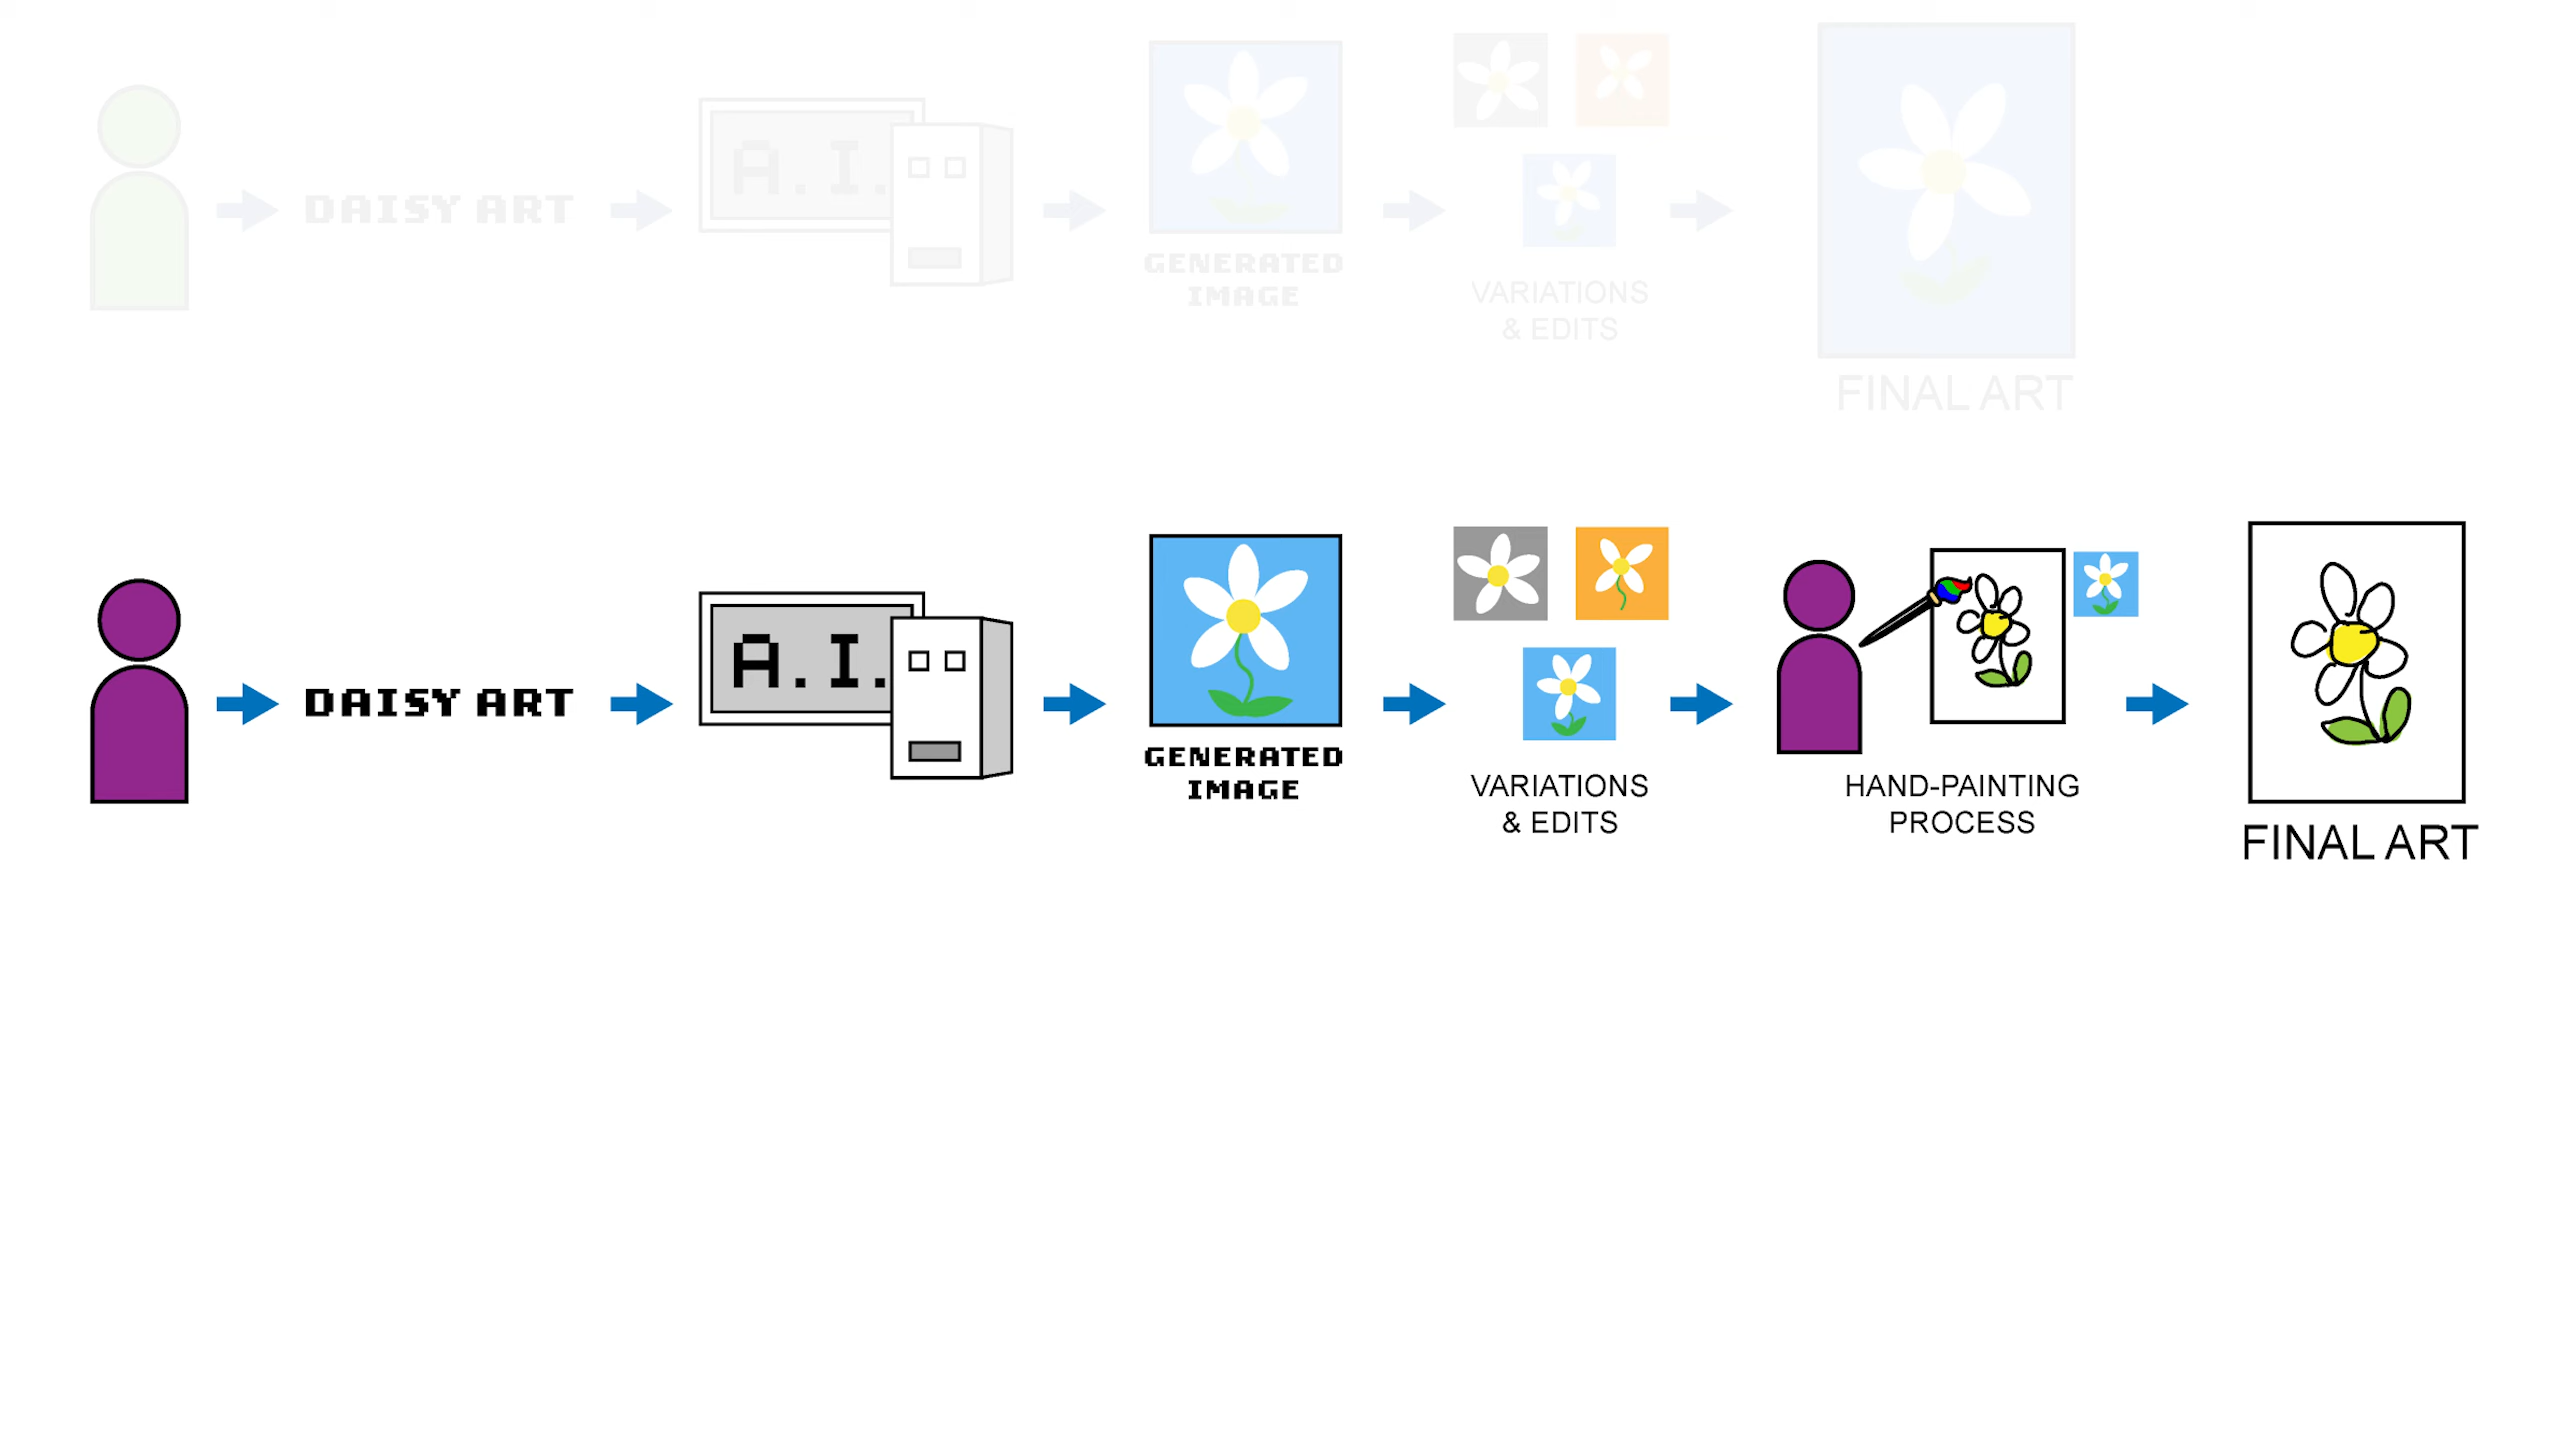 DAISY ART
A.I.
GENERATED
IMAGE
VARIATIONS
& EDITS
FINAL ART
DAISY ART
A.I.
GENERATED
IMAGE
VARIATIONS
& EDITS
HAND-PAINTING
PROCESS
FINAL ART